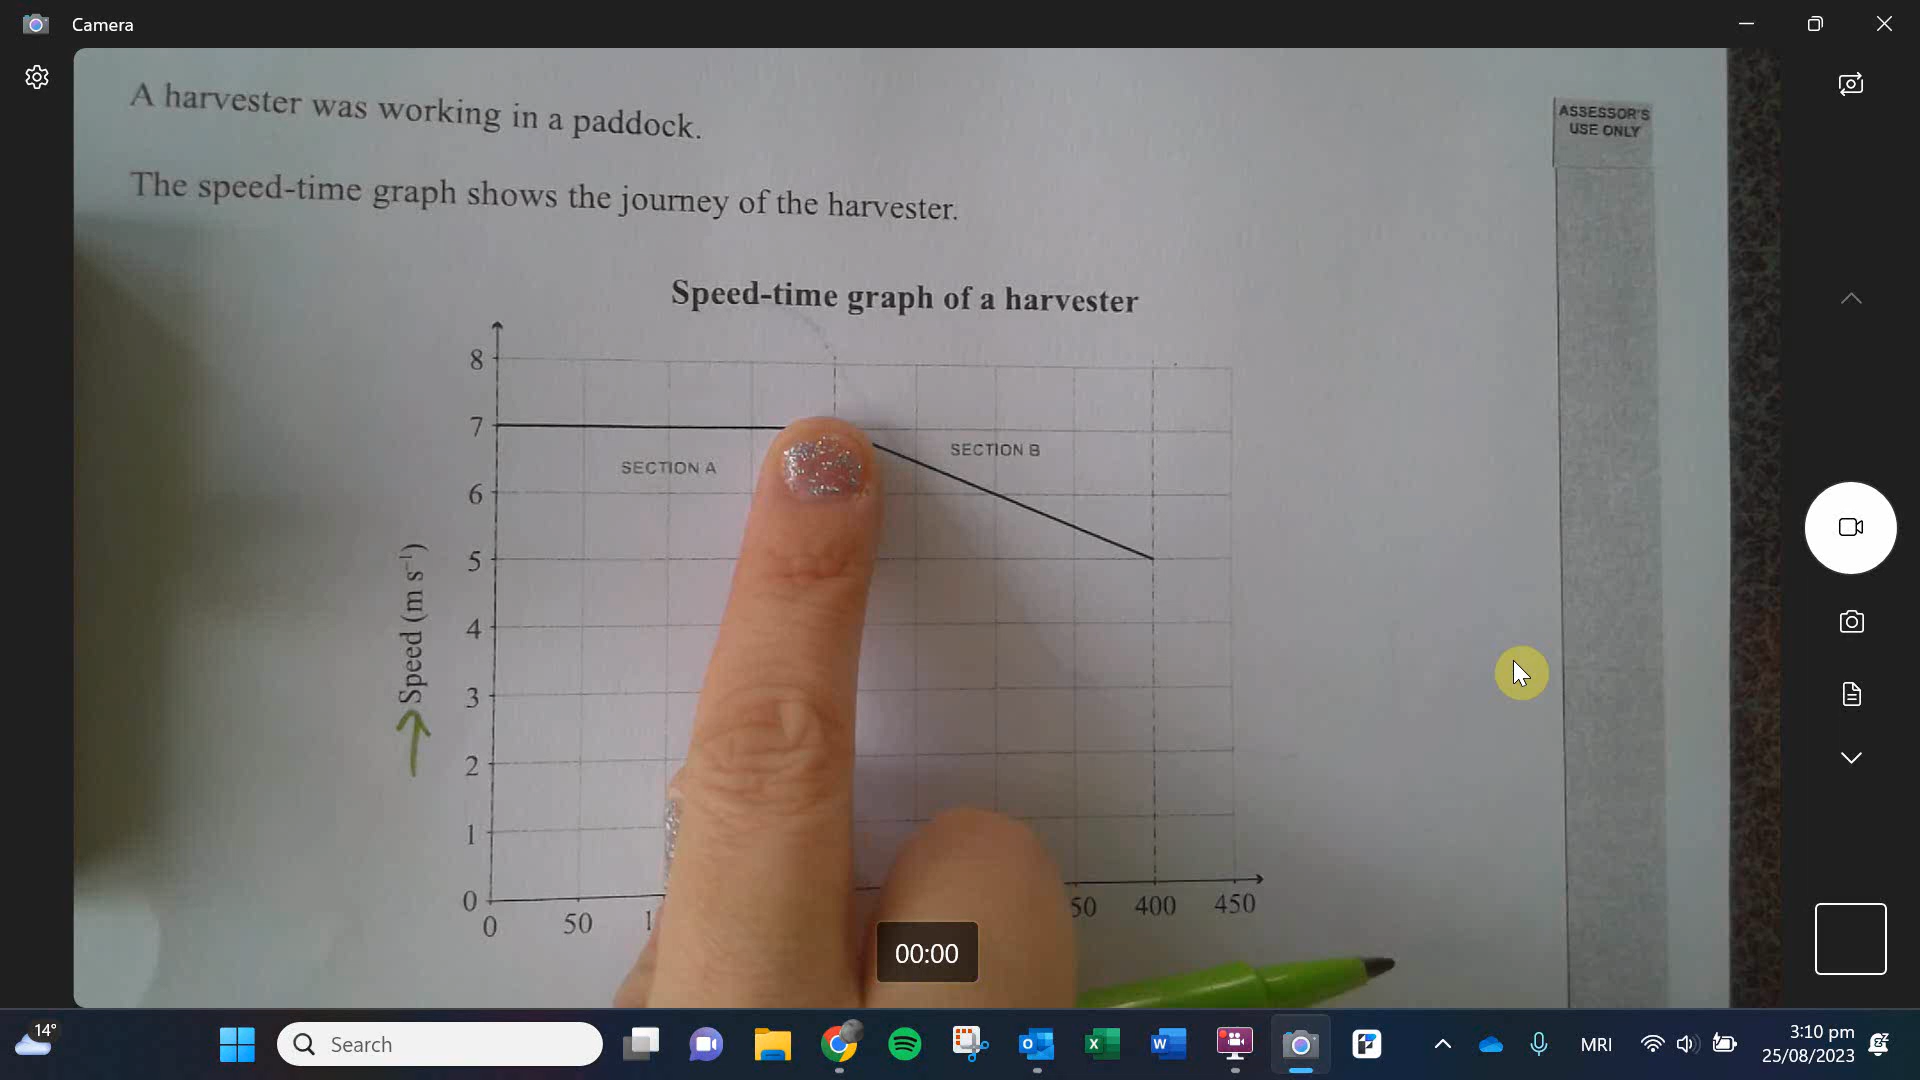 Camera
A harvester was working in a paddock.
ASSESSOR'S
USE ONLY
The speed-time graph shows the journey of the harvester.
Speed-time graph of a harvester
8
7
SECTION B
SECTION A
6
5
Speed (m s⁻¹)
4
3
2
1
0
0 50 1 50 400 450
00:00
14°
Search
MRI
3:10 pm
25/08/2023